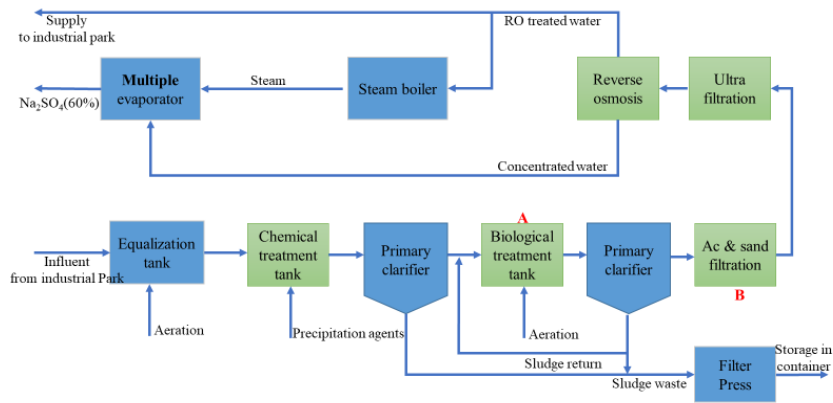 Supply
to industrial park
RO treated water
Multiple
evaporator
Steam
Steam boiler
Reverse
osmosis
Ultra
filtration
Na₂SO₄(60%)
Concentrated water
A
Equalization
tank
Chemical
treatment
tank
Primary
clarifier
Biological
treatment
tank
Primary
clarifier
Ac & sand
filtration
Influent
from industrial Park
B
Aeration
Precipitation agents
Aeration
Sludge return
Sludge waste
Filter
Press
Storage in
container